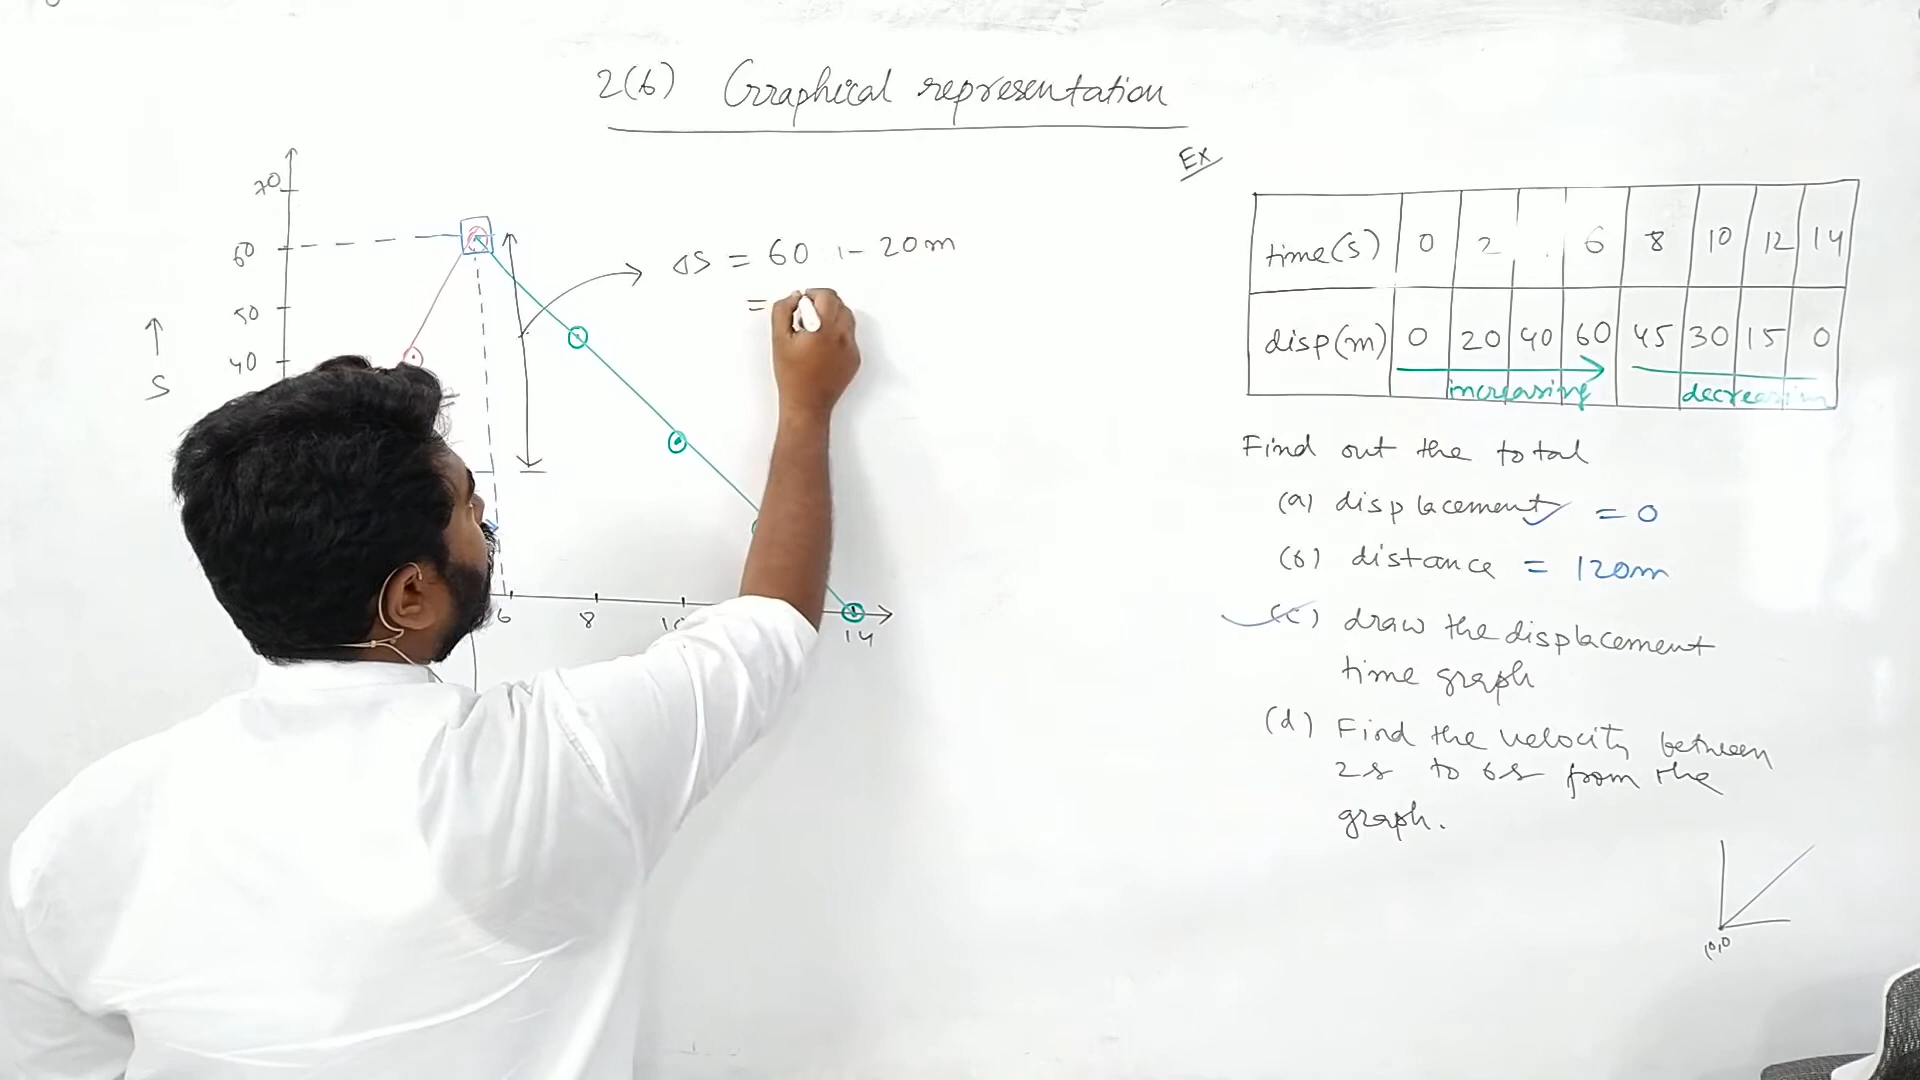 2(b) Graphical representation
Ex
70
60
50
40
S
6 8 14
ΔS = 60 - 20m
=
time(s) 0 2 6 8 10 12 14
disp(m) 0 20 40 60 45 30 15 0
increasing decreasin
Find out the total
(a) displacement = 0
(b) distance = 120m
(c) draw the displacement
time graph
(d) Find the velocity between
2s to 6s from the
graph.
(0,0